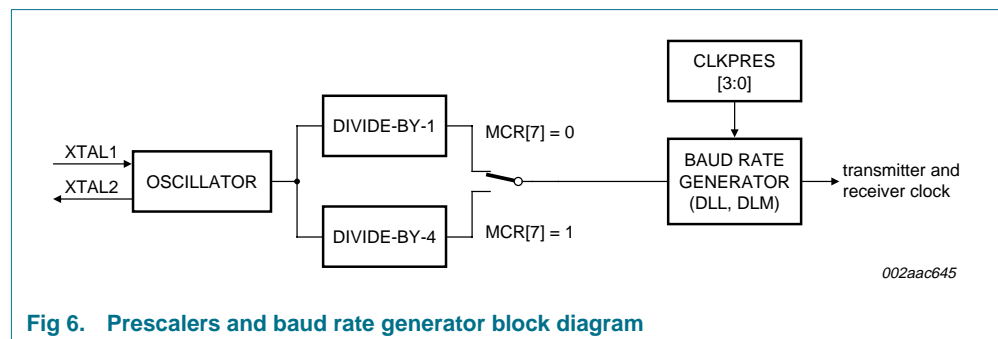 XTAL1
XTAL2
OSCILLATOR
DIVIDE-BY-1
DIVIDE-BY-4
MCR[7] = 0
MCR[7] = 1
CLKPRES
[3:0]
BAUD RATE
GENERATOR
(DLL, DLM)
transmitter and
receiver clock
002aac645
Fig 6. Prescalers and baud rate generator block diagram